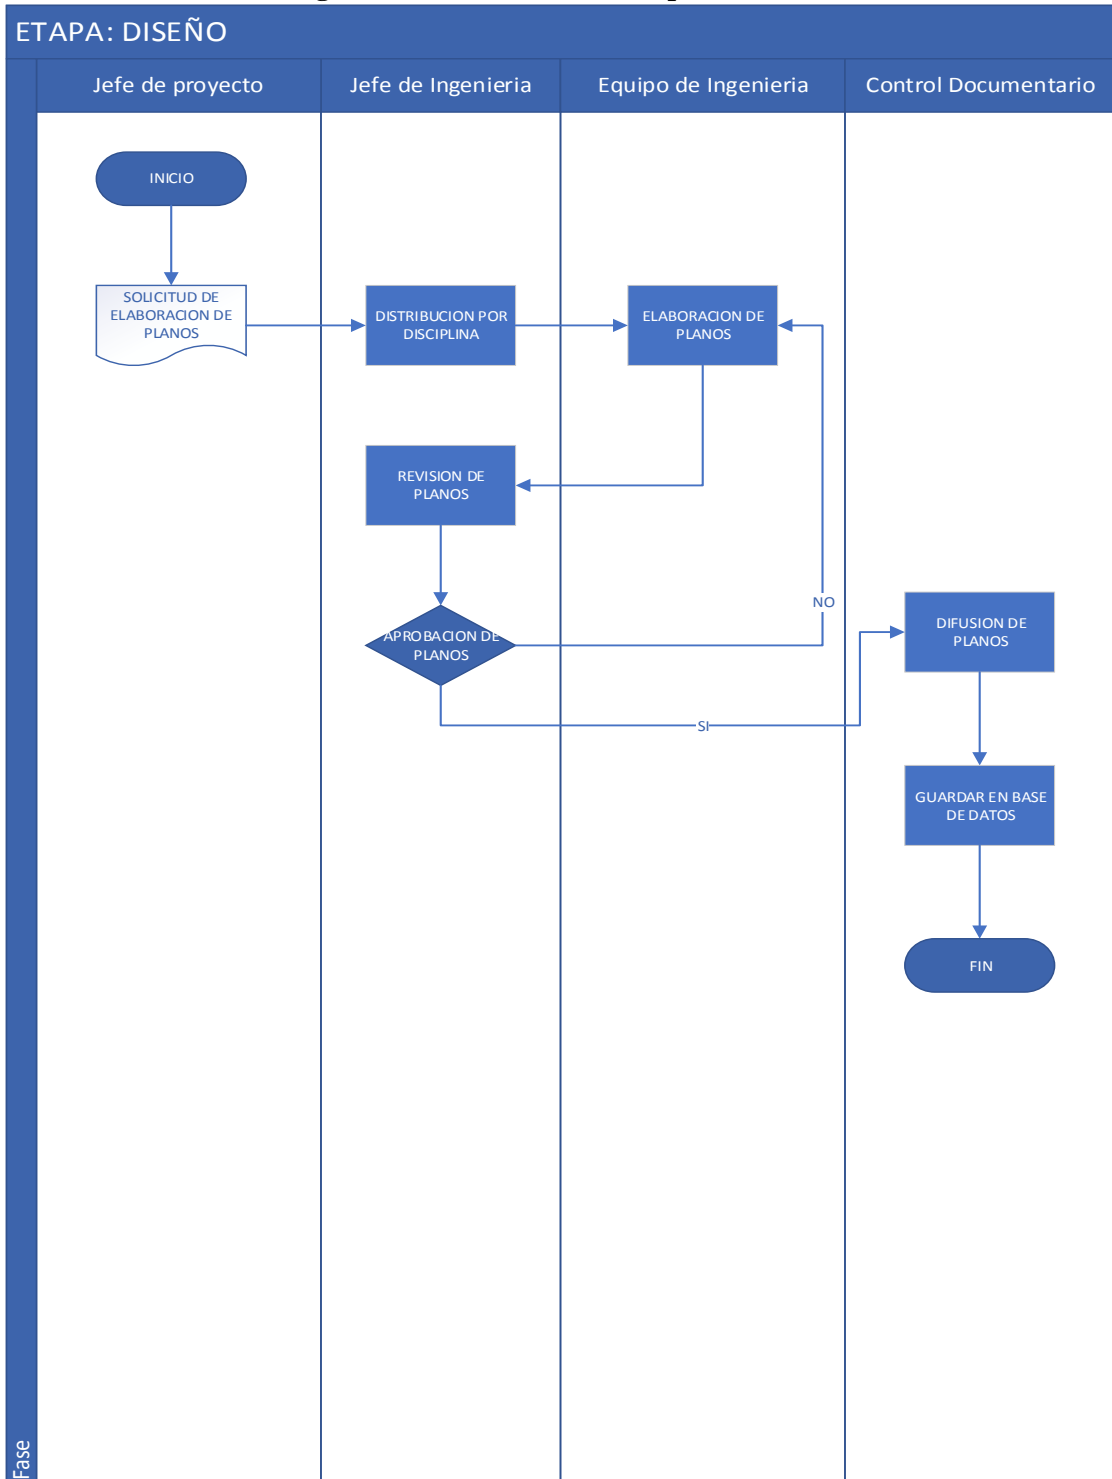 ETAPA: DISEÑO
Jefe de proyecto
Jefe de Ingenieria
Equipo de Ingenieria
Control Documentario
INICIO
SOLICITUD DE
ELABORACION DE
PLANOS
DISTRIBUCION POR
DISCIPLINA
ELABORACION DE
PLANOS
REVISION DE
PLANOS
APROBACION DE
PLANOS
NO
SI
DIFUSION DE
PLANOS
GUARDAR EN BASE
DE DATOS
FIN
Fase